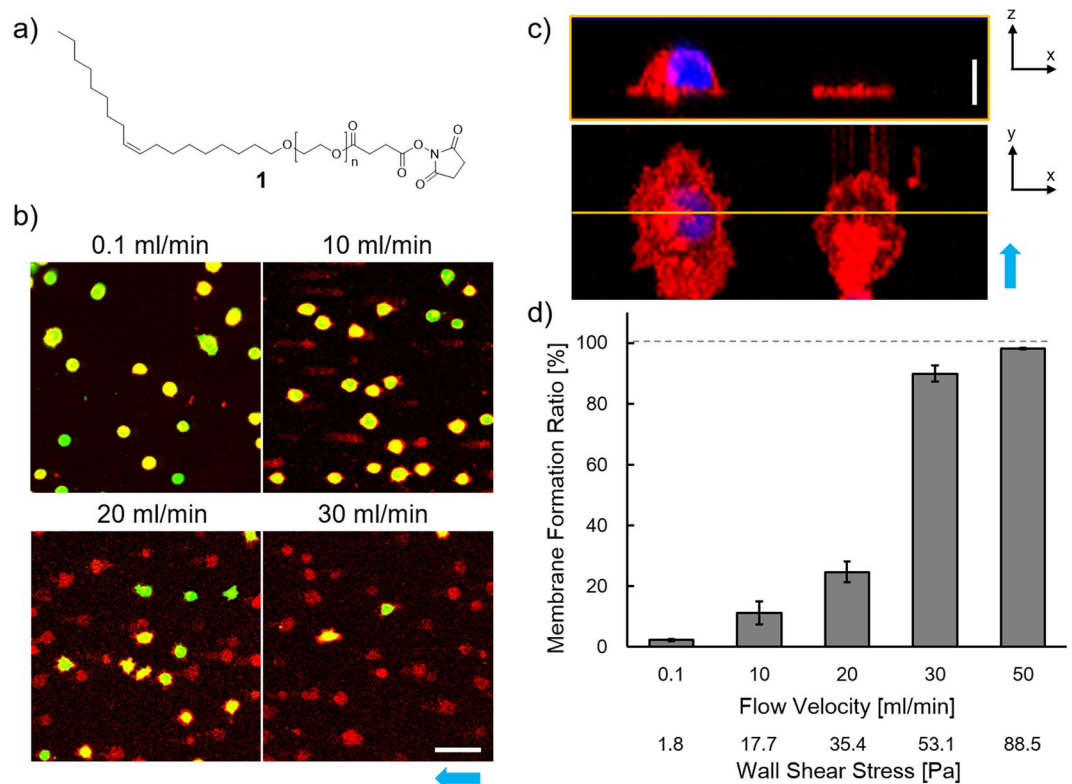 a)
O
O
n
O
O
O
O
N
O
O
1
b)
0.1 ml/min 10 ml/min
20 ml/min 30 ml/min
c)
z
x
y
x
d)
Membrane Formation Ratio [%]
100
80
60
40
20
0
0.1 10 20 30 50
Flow Velocity [ml/min]
1.8 17.7 35.4 53.1 88.5
Wall Shear Stress [Pa]